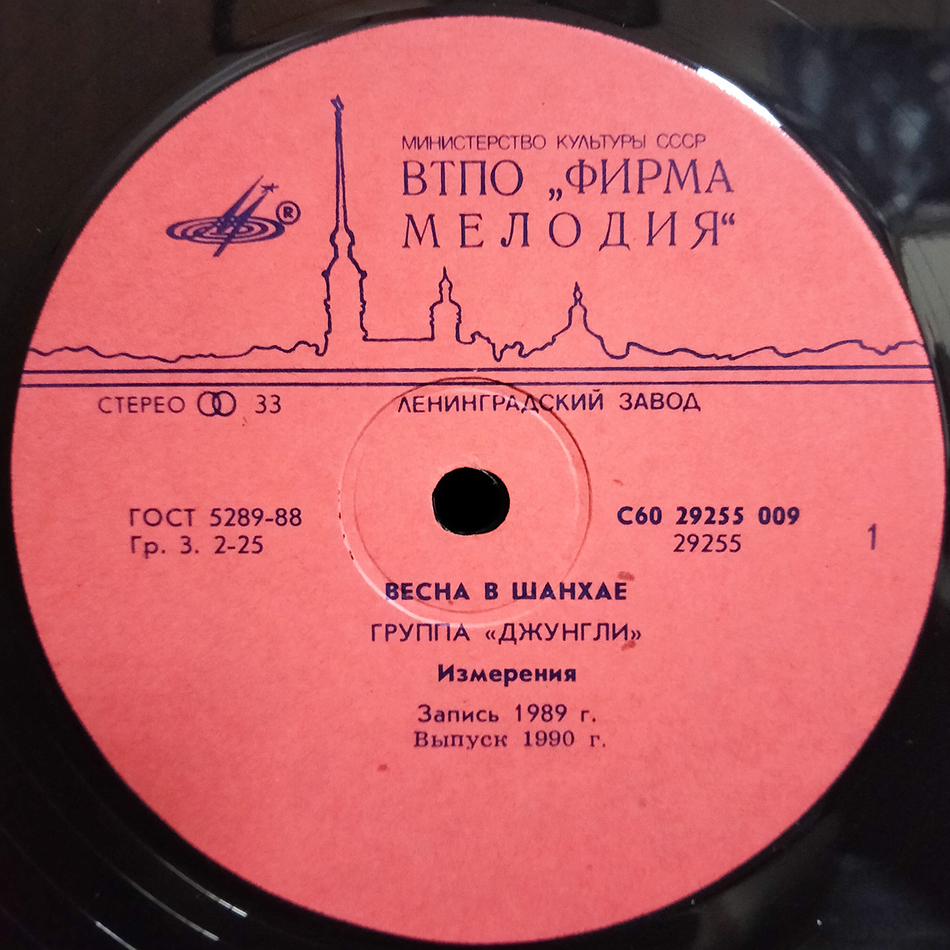 МИНИСТЕРСТВО КУЛЬТУРЫ СССР
ВТПО „ФИРМА
МЕЛОДИЯ“
®
СТЕРЕО 33
ЛЕНИНГРАДСКИЙ ЗАВОД
ГОСТ 5289-88
Гр. 3. 2-25
С60 29255 009
29255
1
ВЕСНА В ШАНХАЕ
ГРУППА «ДЖУНГЛИ»
Измерения
Запись 1989 г.
Выпуск 1990 г.